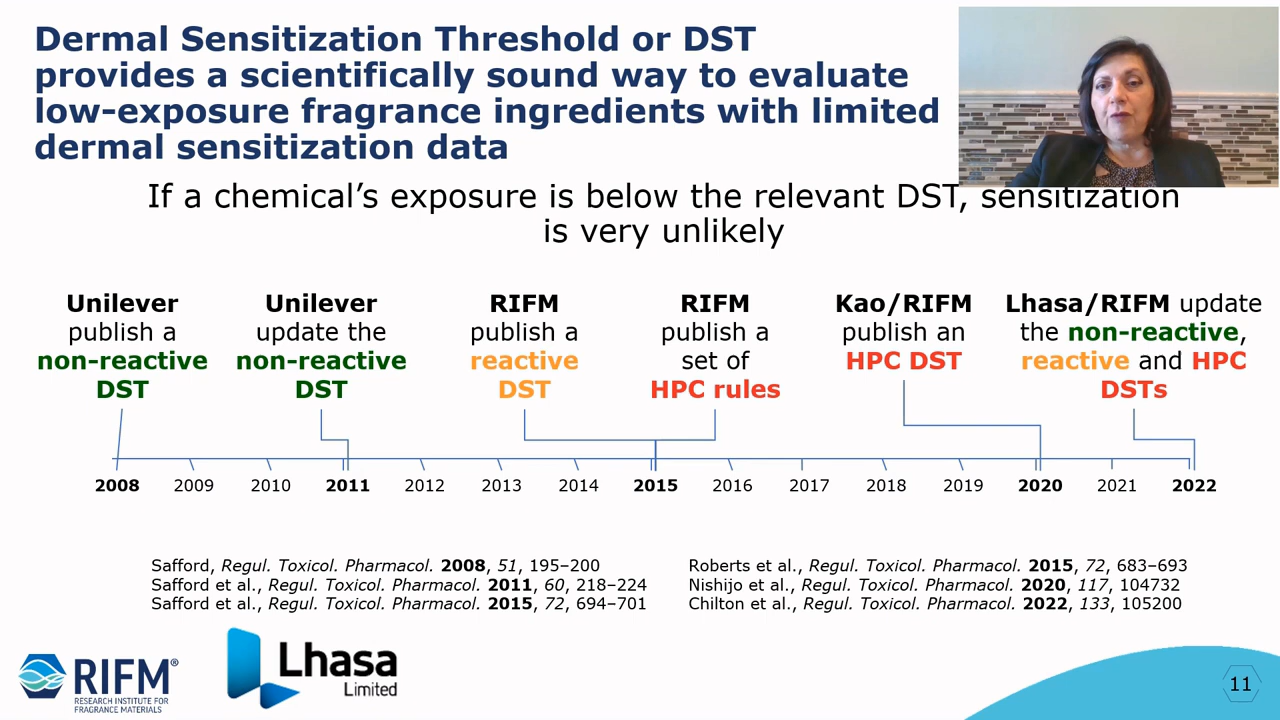 Dermal Sensitization Threshold or DST
provides a scientifically sound way to evaluate
low-exposure fragrance ingredients with limited
dermal sensitization data
If a chemical’s exposure is below the relevant DST, sensitization
is very unlikely
Unilever
publish a
non-reactive
DST
Unilever
update the
non-reactive
DST
RIFM
publish a
reactive
DST
RIFM
publish a
set of
HPC rules
Kao/RIFM
publish an
HPC DST
Lhasa/RIFM update
the non-reactive,
reactive and HPC
DSTs
2008 2009 2010 2011 2012 2013 2014 2015 2016 2017 2018 2019 2020 2021 2022
Safford, Regul. Toxicol. Pharmacol. 2008, 51, 195–200
Safford et al., Regul. Toxicol. Pharmacol. 2011, 60, 218–224
Safford et al., Regul. Toxicol. Pharmacol. 2015, 72, 694–701
Roberts et al., Regul. Toxicol. Pharmacol. 2015, 72, 683–693
Nishijo et al., Regul. Toxicol. Pharmacol. 2020, 117, 104732
Chilton et al., Regul. Toxicol. Pharmacol. 2022, 133, 105200
RIFM®
RESEARCH INSTITUTE FOR
FRAGRANCE MATERIALS
Lhasa
Limited
11